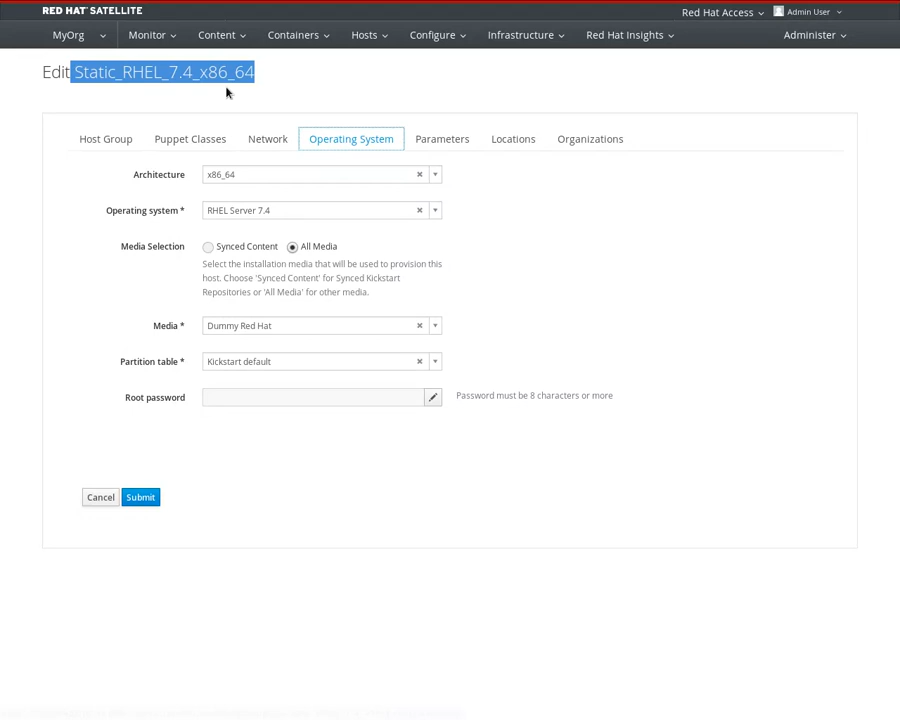 RED HAT SATELLITE
Red Hat Access
Admin User
MyOrg
Monitor
Content
Containers
Hosts
Configure
Infrastructure
Red Hat Insights
Administer
Edit Static_RHEL_7.4_x86_64
Host Group
Puppet Classes
Network
Operating System
Parameters
Locations
Organizations
Architecture
x86_64
Operating system *
RHEL Server 7.4
Media Selection
Synced Content
All Media
Select the installation media that will be used to provision this
host. Choose 'Synced Content' for Synced Kickstart
Repositories or 'All Media' for other media.
Media *
Dummy Red Hat
Partition table *
Kickstart default
Root password
Password must be 8 characters or more
Cancel
Submit